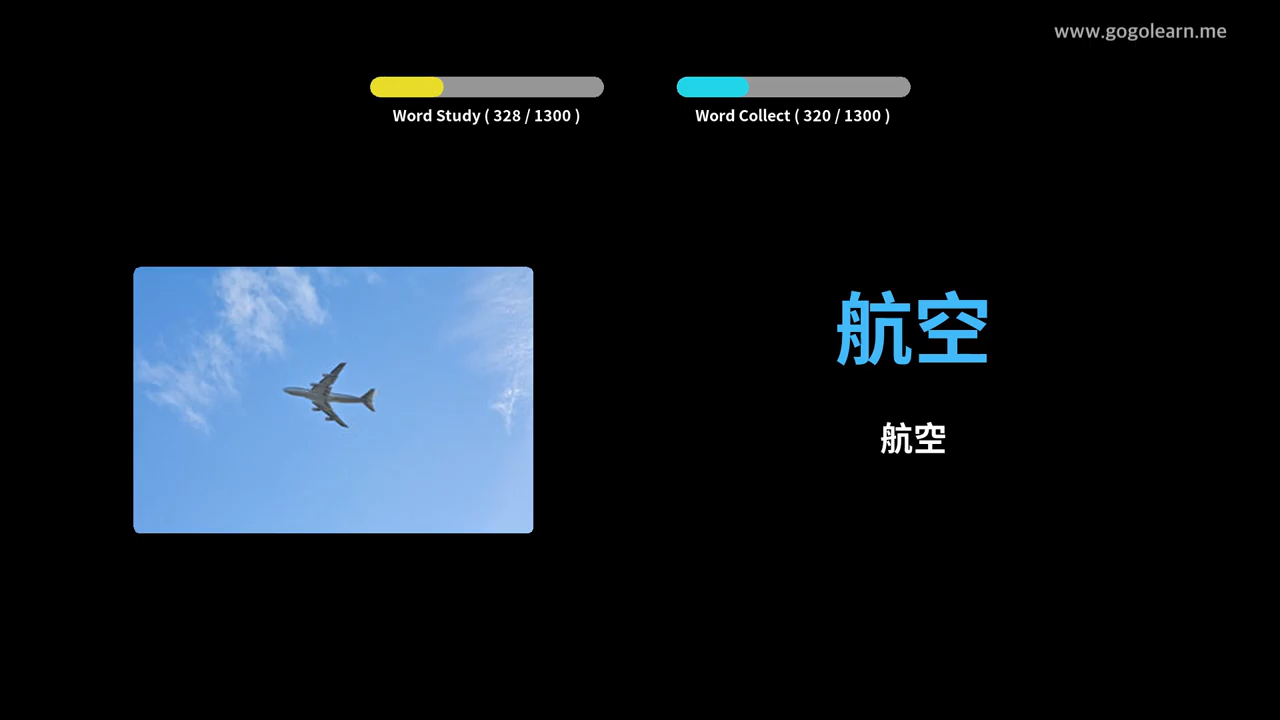 www.gogolearn.me
Word Study ( 328 / 1300 )
Word Collect ( 320 / 1300 )
航空
航空